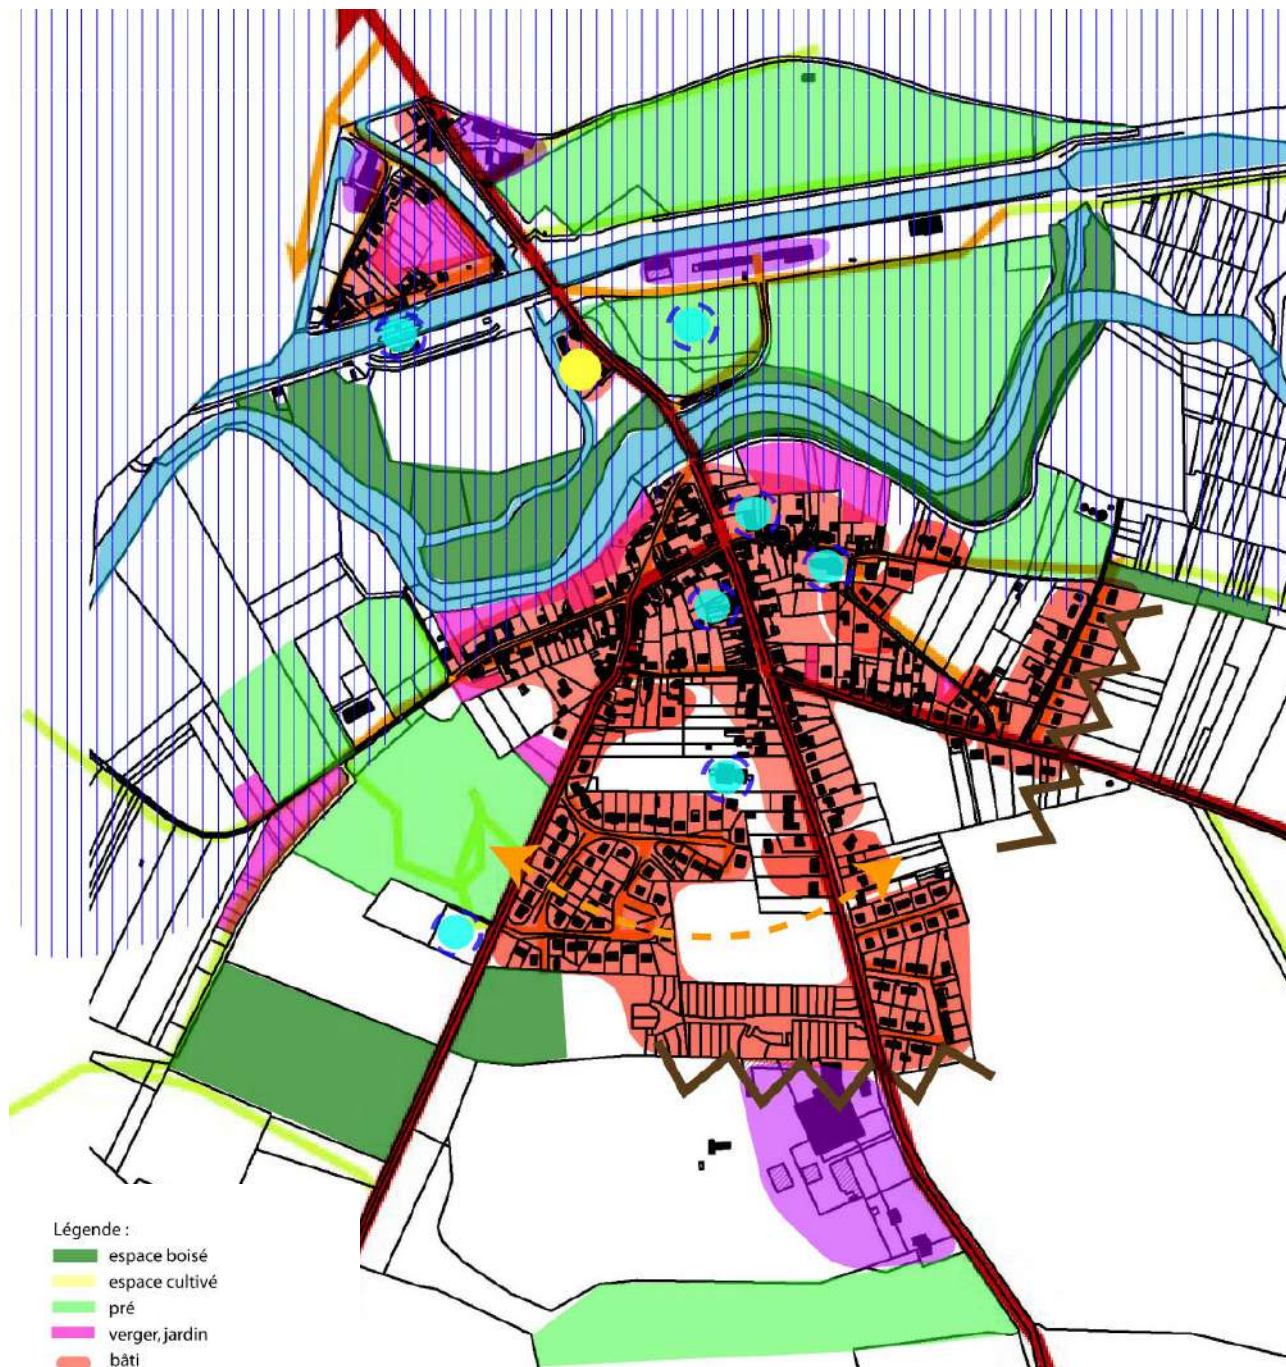 Légende :
espace boisé
espace cultivé
pré
verger, jardin
bâti